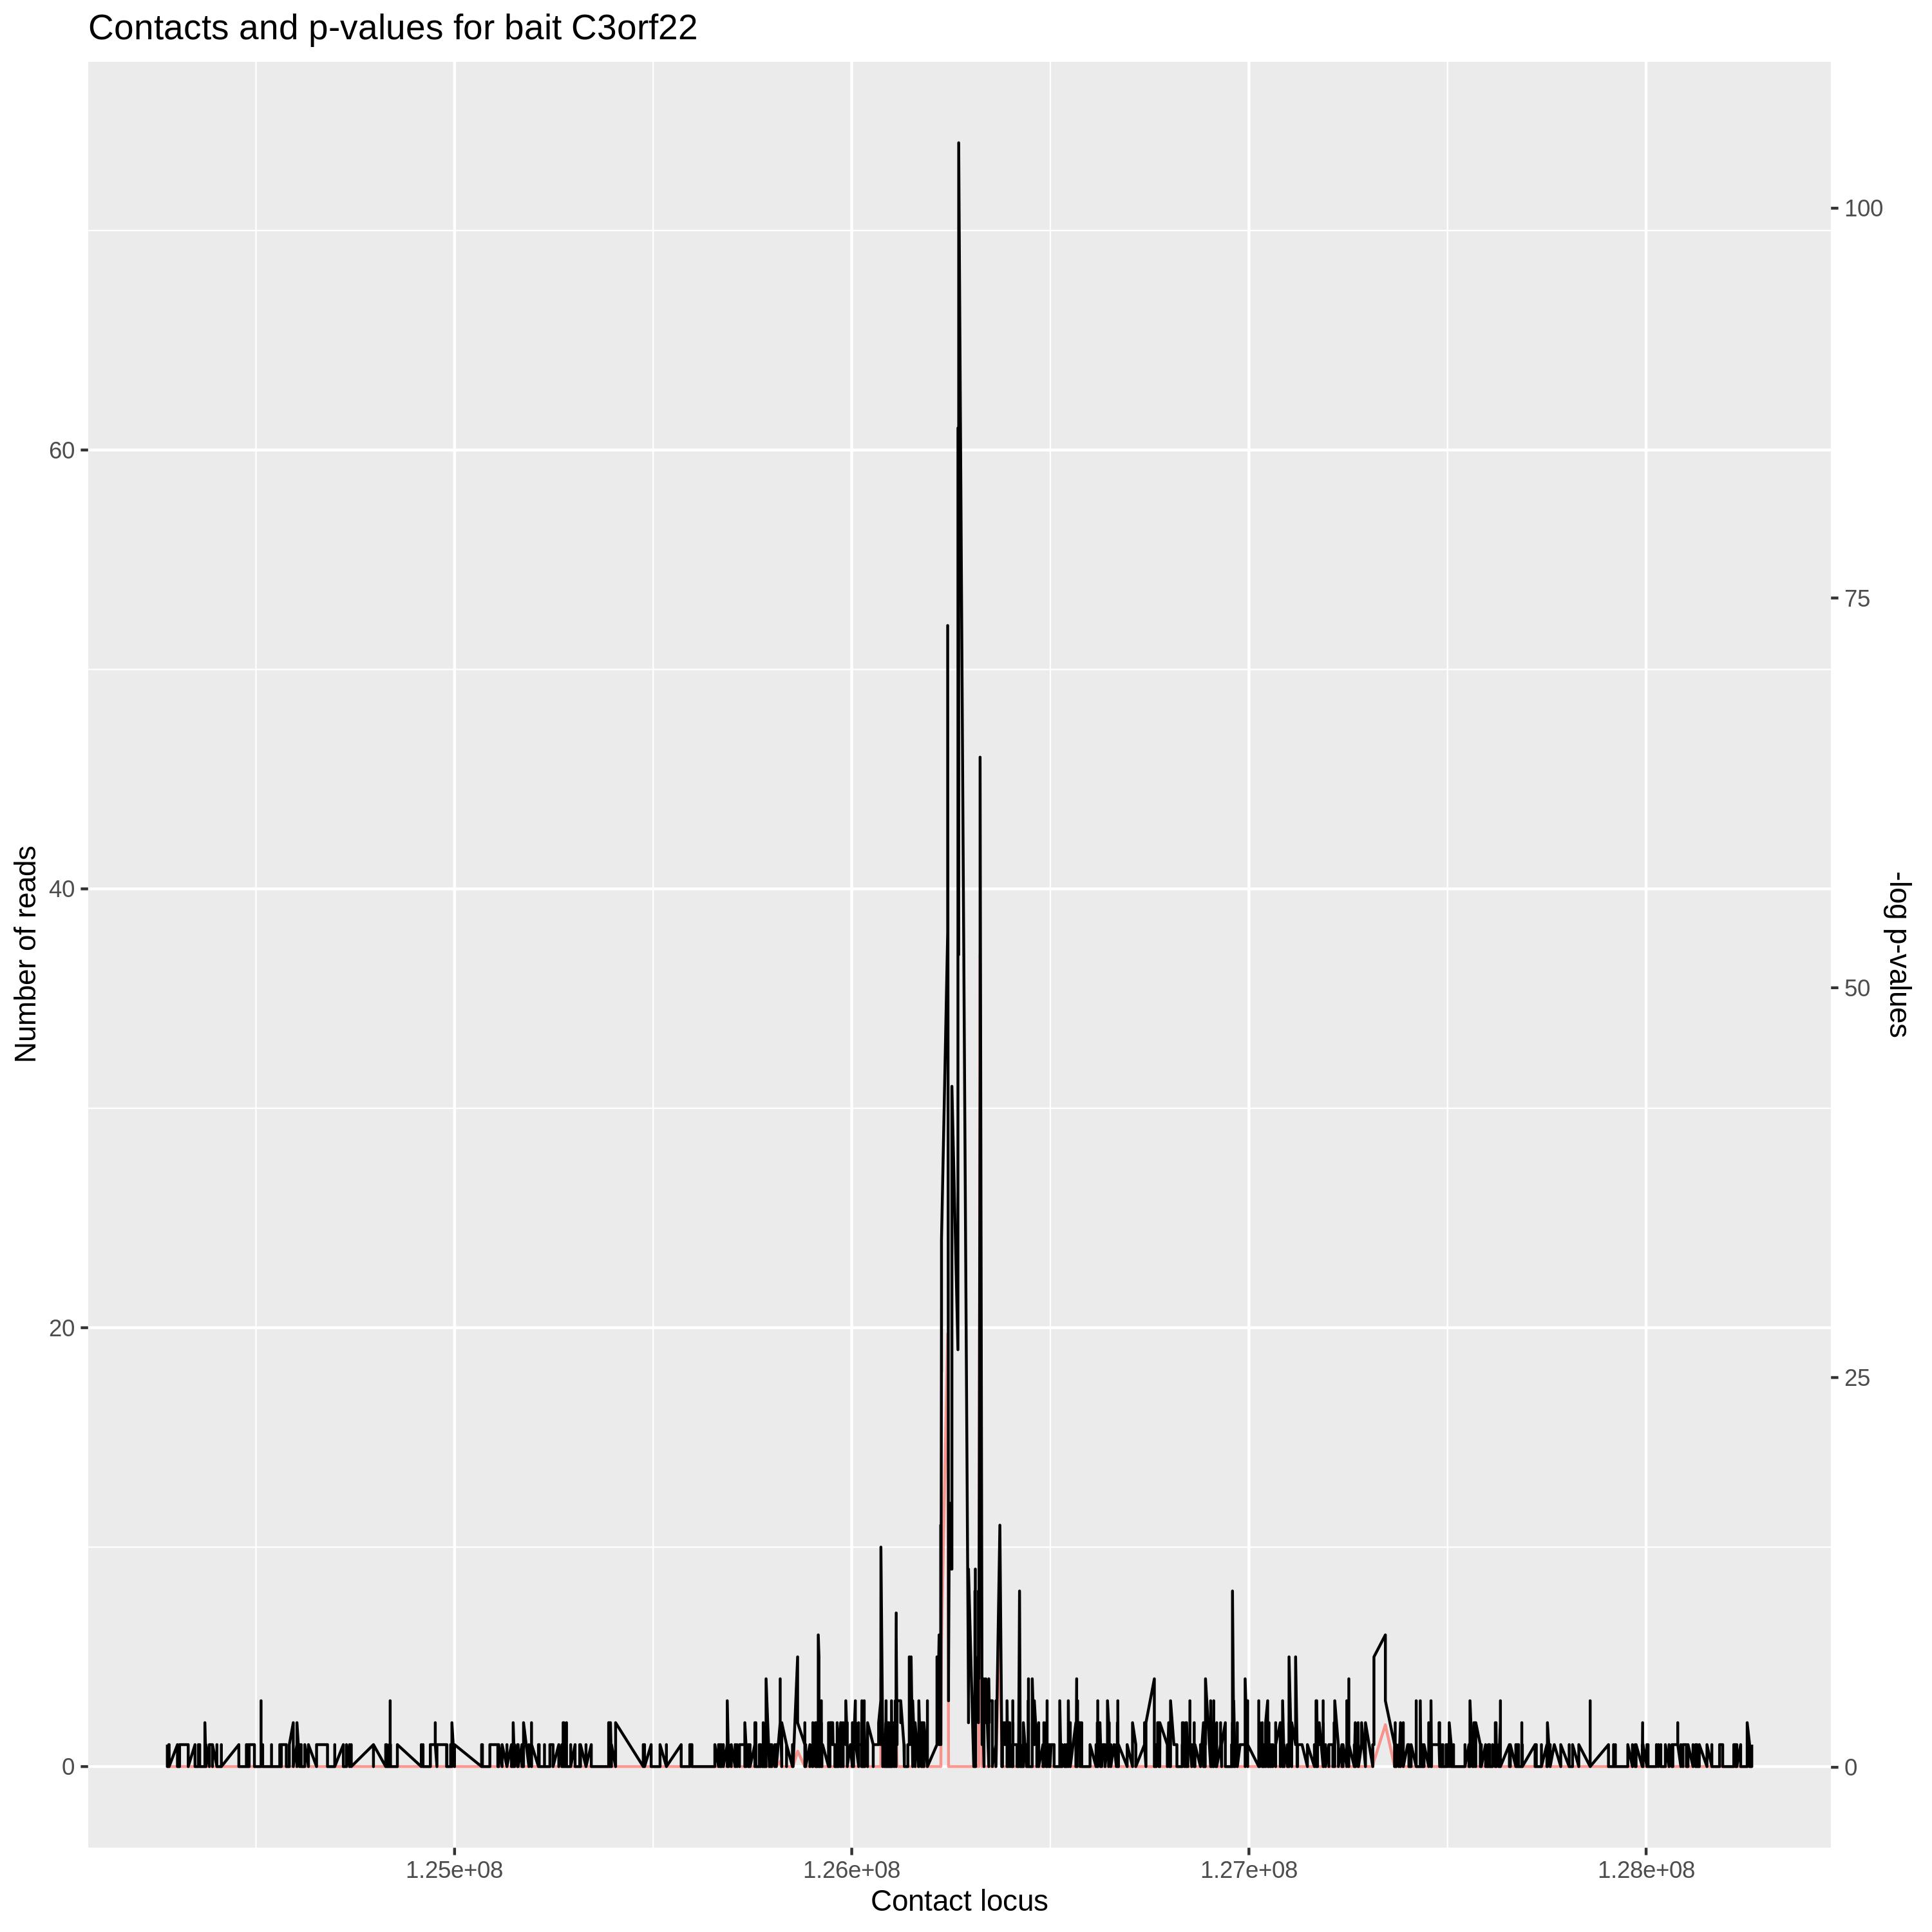 Contacts and p-values for bait C3orf22
Number of reads
60
40
20
0
100
75
50
25
0
-log p-values
1.25e+08
1.26e+08
1.27e+08
1.28e+08
Contact locus